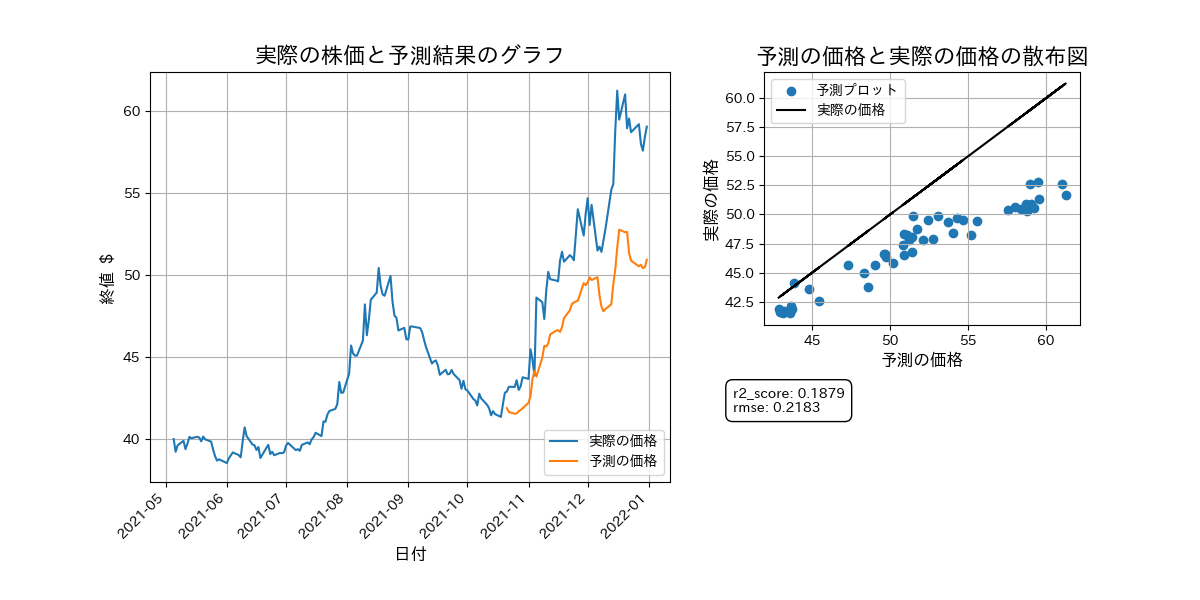 実際の株価と予測結果のグラフ
終値 $
60
55
50
45
40
2021-05
2021-06
2021-07
2021-08
2021-09
2021-10
2021-11
2021-12
2022-01
日付
実際の価格
予測の価格
予測の価格と実際の価格の散布図
実際の価格
60.0
57.5
55.0
52.5
50.0
47.5
45.0
42.5
45
50
55
60
予測の価格
予測プロット
実際の価格
r2_score: 0.1879
rmse: 0.2183